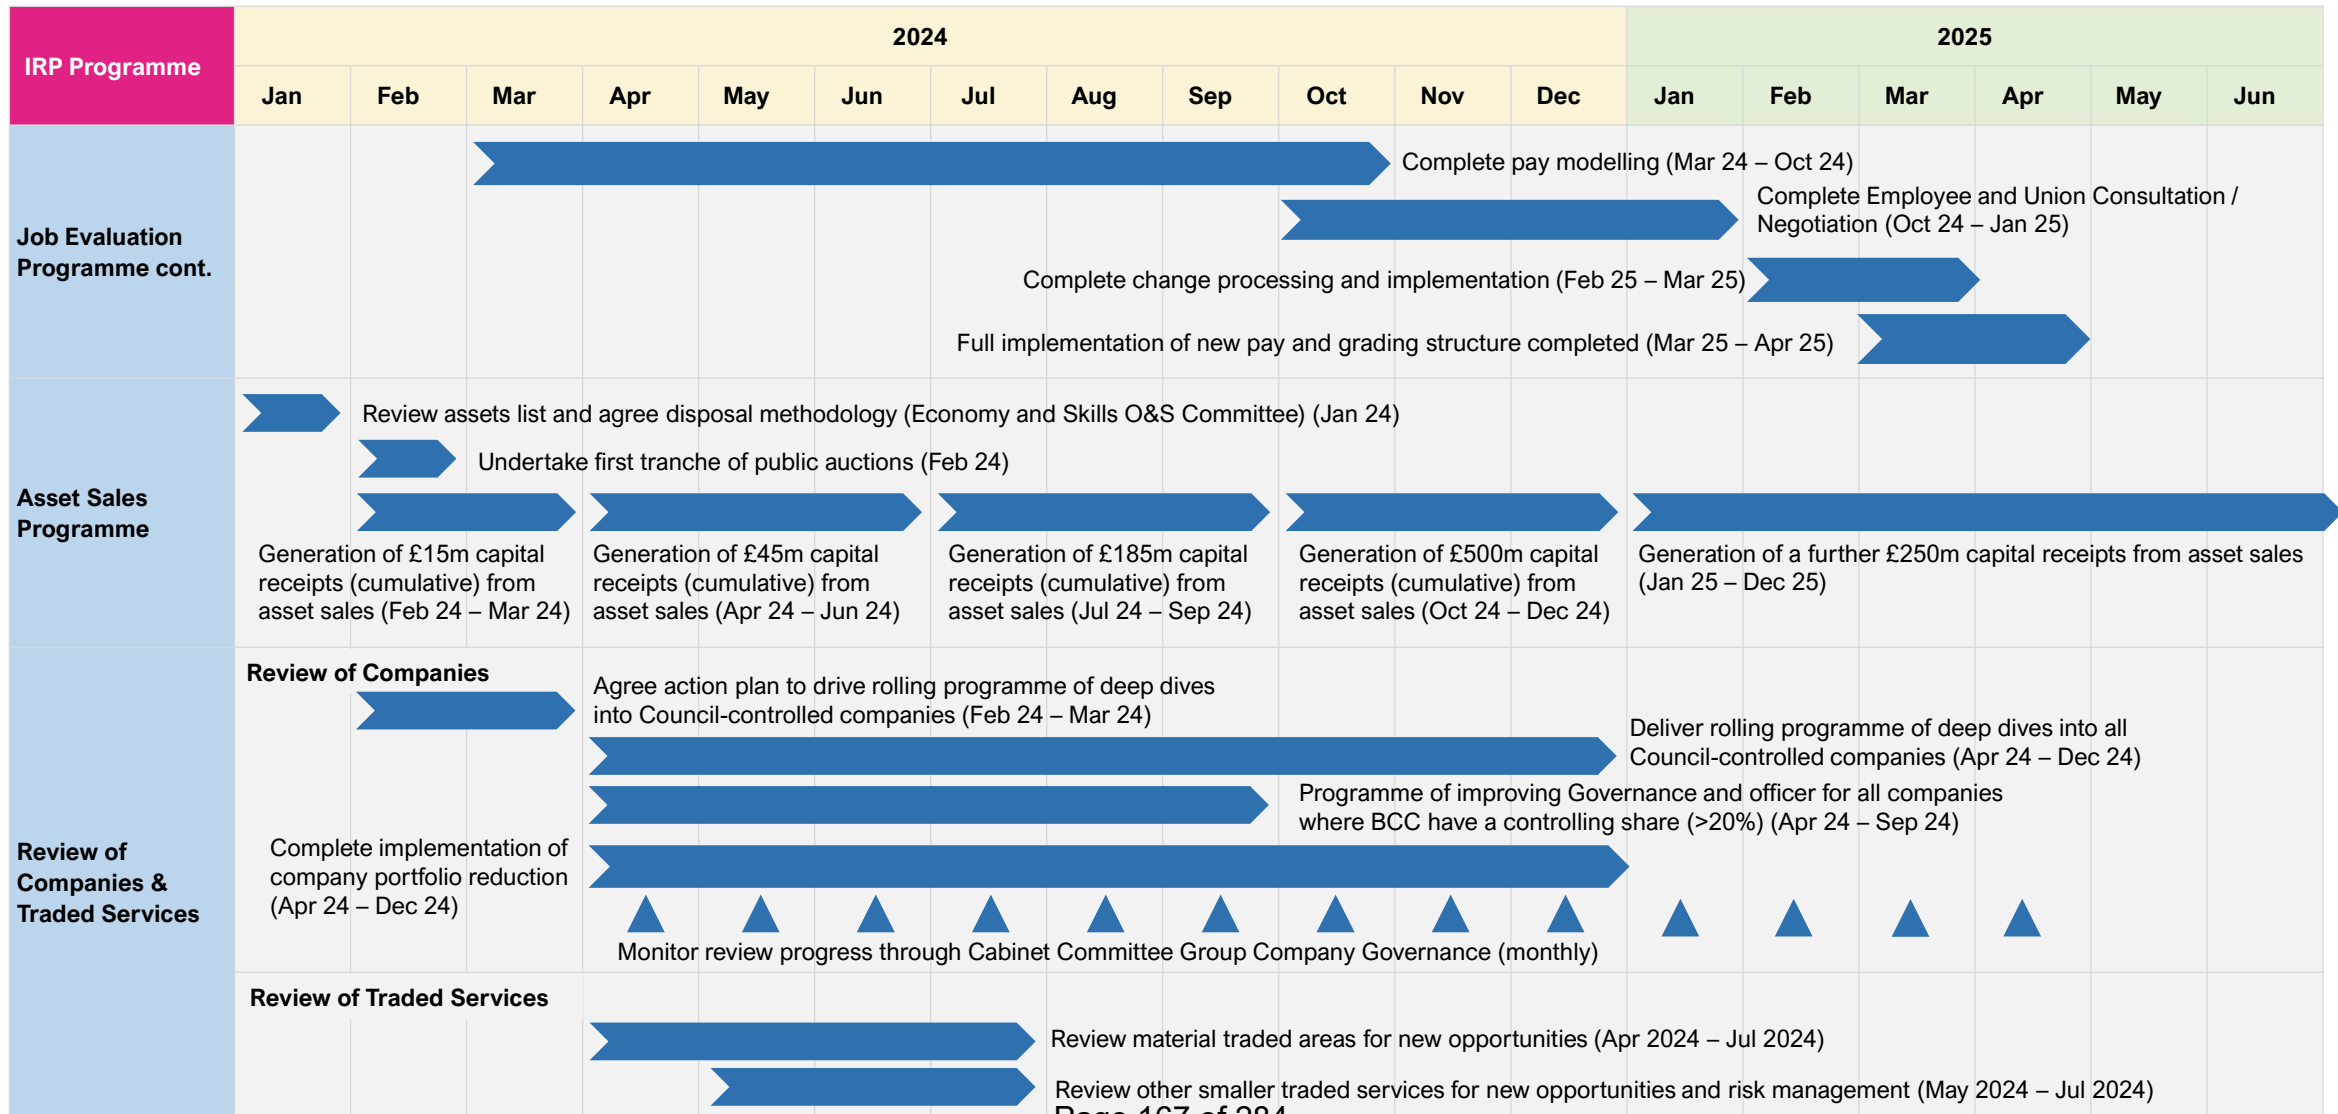 IRP Programme
2024
2025
Jan
Feb
Mar
Apr
May
Jun
Jul
Aug
Sep
Oct
Nov
Dec
Jan
Feb
Mar
Apr
May
Jun
Job Evaluation
Programme cont.
Complete pay modelling (Mar 24 – Oct 24)
Complete Employee and Union Consultation /
Negotiation (Oct 24 – Jan 25)
Complete change processing and implementation (Feb 25 – Mar 25)
Full implementation of new pay and grading structure completed (Mar 25 – Apr 25)
Asset Sales
Programme
Review assets list and agree disposal methodology (Economy and Skills O&S Committee) (Jan 24)
Undertake first tranche of public auctions (Feb 24)
Generation of £15m capital
receipts (cumulative) from
asset sales (Feb 24 – Mar 24)
Generation of £45m capital
receipts (cumulative) from
asset sales (Apr 24 – Jun 24)
Generation of £185m capital
receipts (cumulative) from
asset sales (Jul 24 – Sep 24)
Generation of £500m capital
receipts (cumulative) from
asset sales (Oct 24 – Dec 24)
Generation of a further £250m capital receipts from asset sales
(Jan 25 – Dec 25)
Review of
Companies &
Traded Services
Review of Companies
Agree action plan to drive rolling programme of deep dives
into Council-controlled companies (Feb 24 – Mar 24)
Deliver rolling programme of deep dives into all
Council-controlled companies (Apr 24 – Dec 24)
Programme of improving Governance and officer for all companies
where BCC have a controlling share (>20%) (Apr 24 – Sep 24)
Complete implementation of
company portfolio reduction
(Apr 24 – Dec 24)
Monitor review progress through Cabinet Committee Group Company Governance (monthly)
Review of Traded Services
Review material traded areas for new opportunities (Apr 2024 – Jul 2024)
Review other smaller traded services for new opportunities and risk management (May 2024 – Jul 2024)
Page 167 of 284